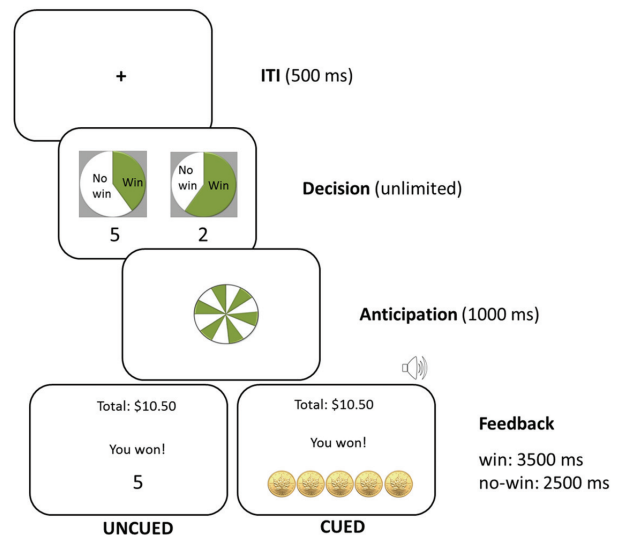 +
ITI (500 ms)
No win
Win
No win
Win
5
2
Decision (unlimited)
Anticipation (1000 ms)
Total: $10.50
You won!
5
UNCUED
Total: $10.50
You won!
CUED
Feedback
win: 3500 ms
no-win: 2500 ms